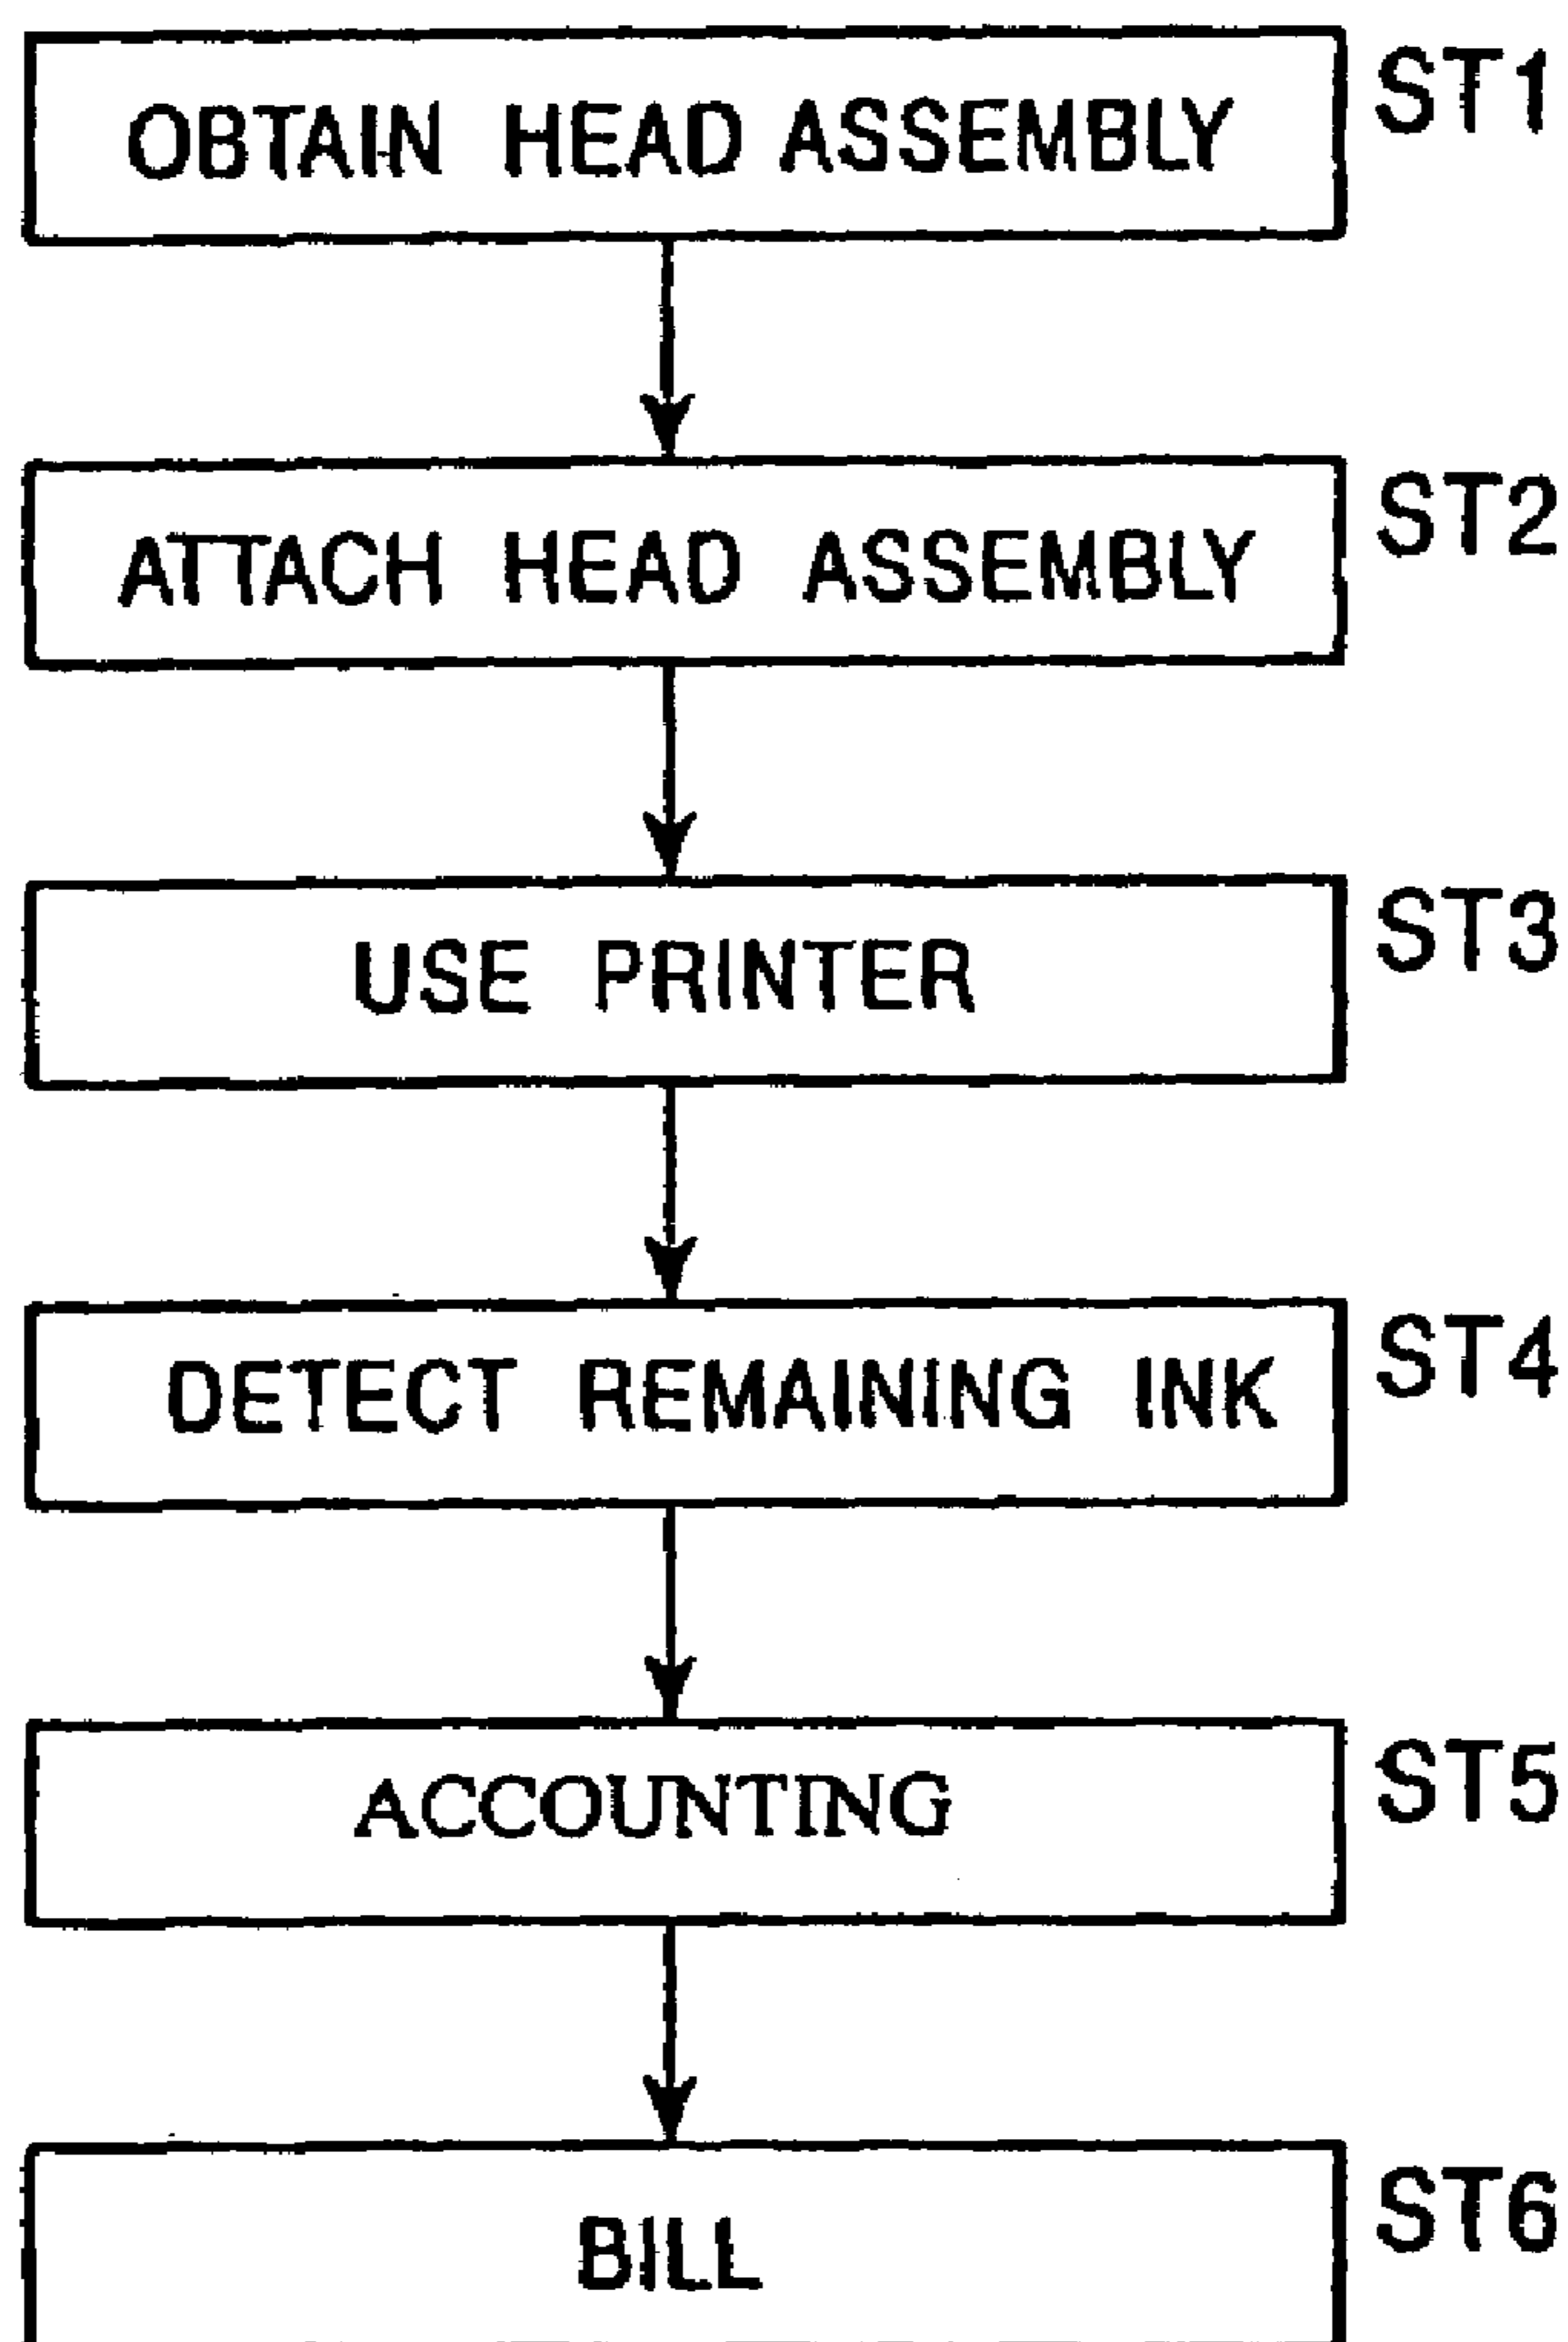 OBTAIN HEAD ASSEMBLY ST1
ATTACH HEAD ASSEMBLY ST2
USE PRINTER ST3
DETECT REMAINING INK ST4
ACCOUNTING ST5
BILL ST6